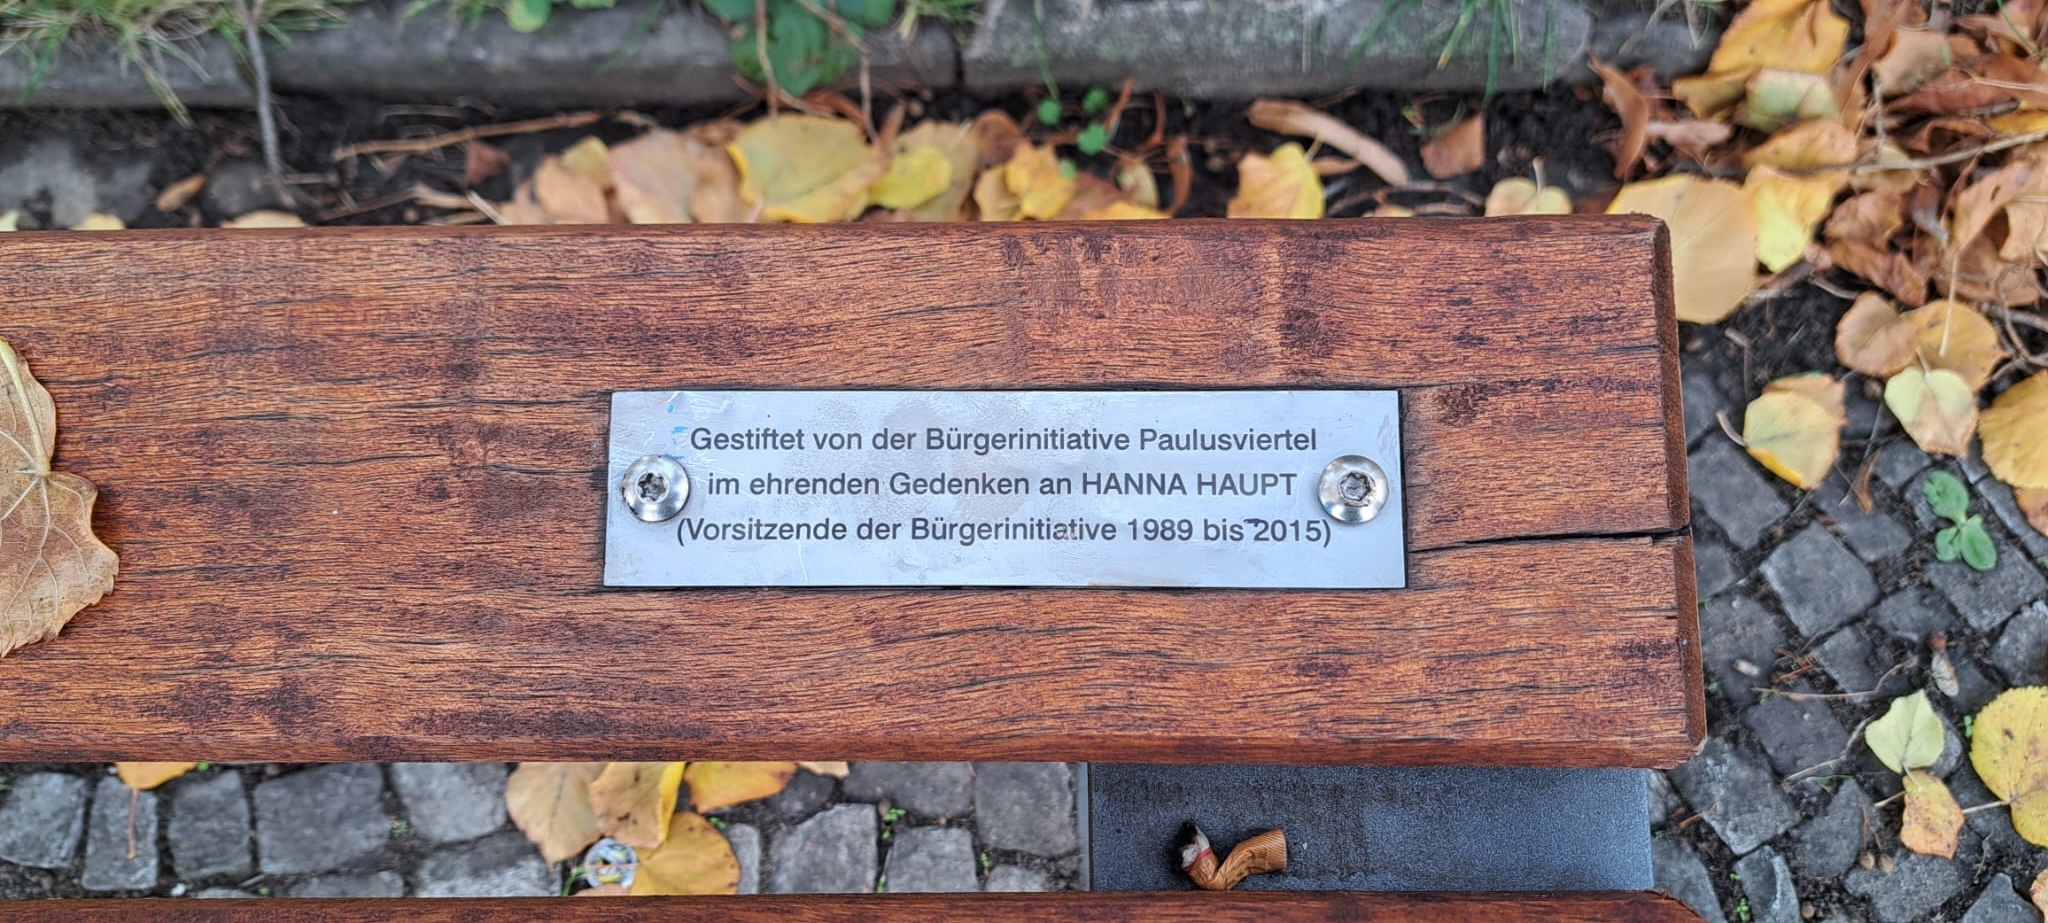 Gestiftet von der Bürgerinitiative Paulusviertel
im ehrenden Gedenken an HANNA HAUPT
(Vorsitzende der Bürgerinitiative 1989 bis 2015)